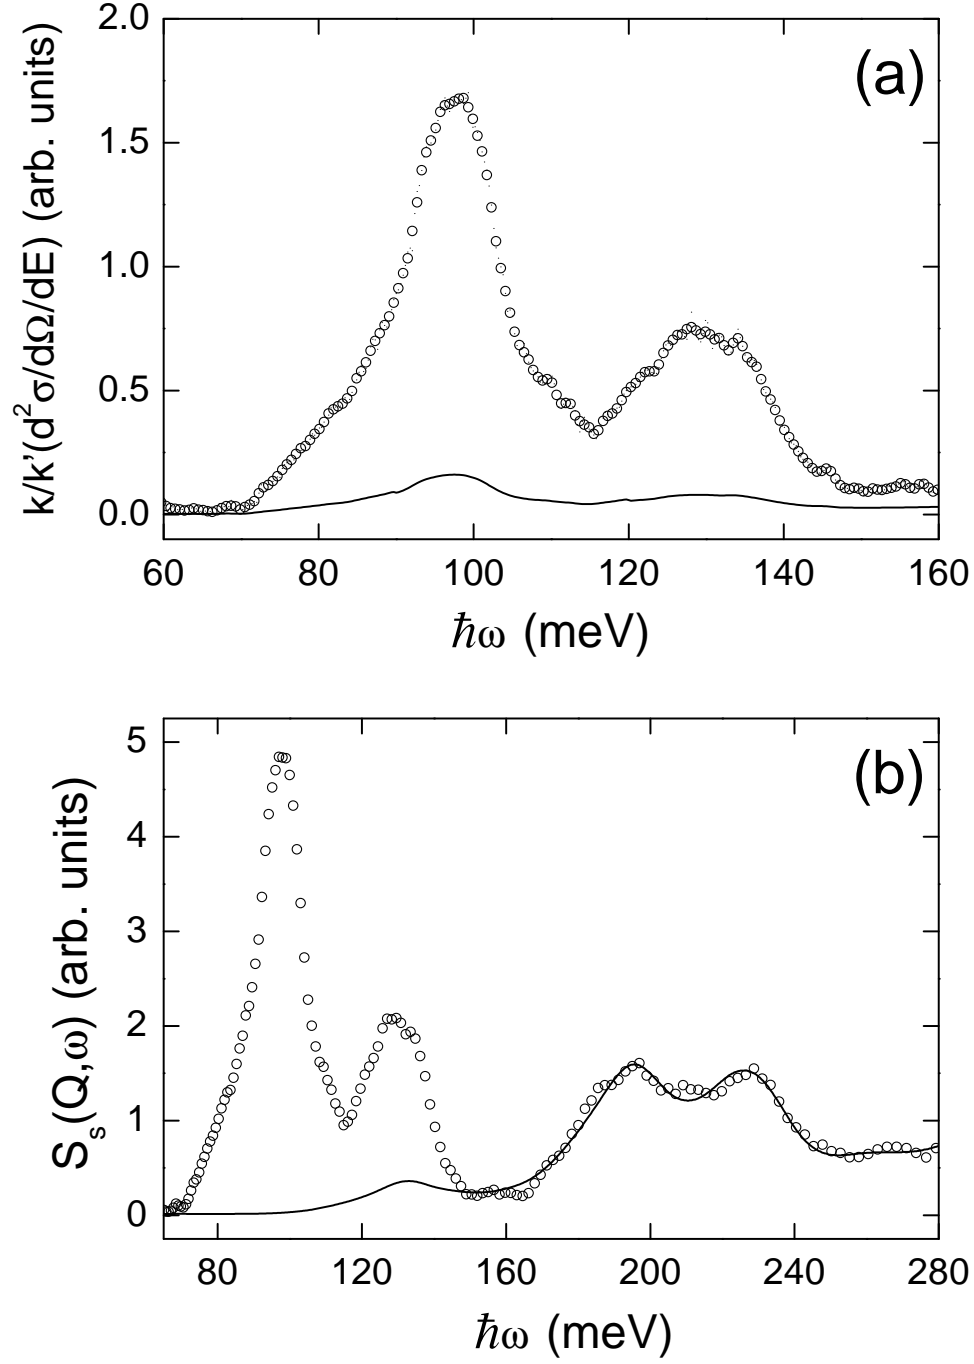 (a)
k/k'(d²σ/dΩ/dE) (arb. units)
2.0
1.5
1.0
0.5
0.0
60 80 100 120 140 160
ħω (meV)
(b)
Sₛ(Q,ω) (arb. units)
5
4
3
2
1
0
80 120 160 200 240 280
ħω (meV)